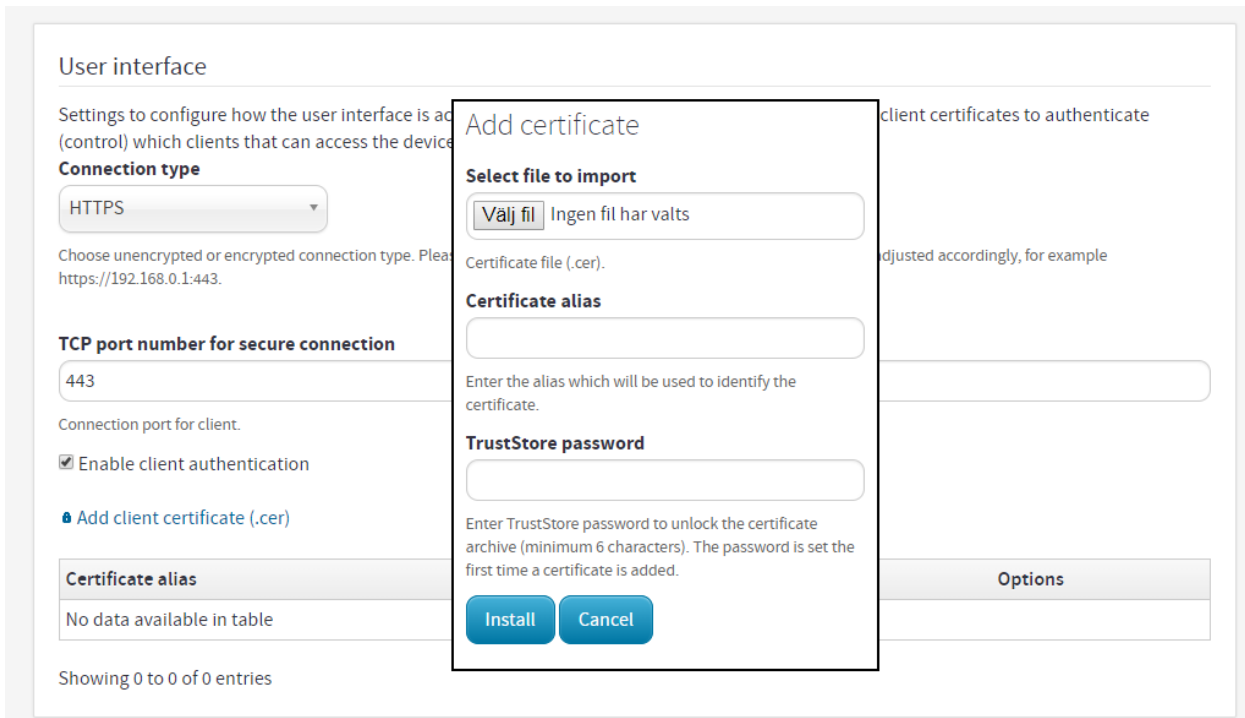 User interface
Settings to configure how the user interface is ac
client certificates to authenticate
(control) which clients that can access the device
Connection type
HTTPS
Choose unencrypted or encrypted connection type. Pleas
djusted accordingly, for example
https://192.168.0.1:443.
TCP port number for secure connection
443
Connection port for client.
Enable client authentication
Add client certificate (.cer)
Certificate alias
Options
No data available in table
Showing 0 to 0 of 0 entries
Add certificate
Select file to import
Välj fil Ingen fil har valts
Certificate file (.cer).
Certificate alias
Enter the alias which will be used to identify the
certificate.
TrustStore password
Enter TrustStore password to unlock the certificate
archive (minimum 6 characters). The password is set the
first time a certificate is added.
Install Cancel